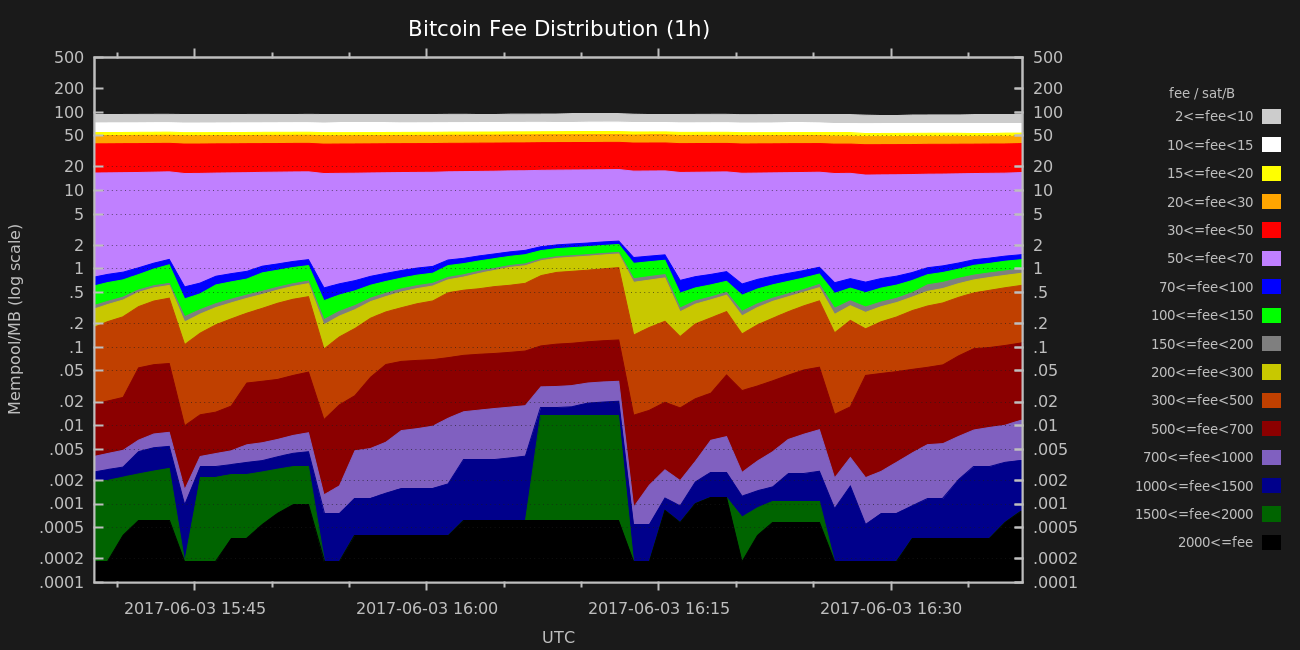 Bitcoin Fee Distribution (1h)
Mempool/MB (log scale)
500
200
100
50
20
10
5
2
1
.5
.2
.1
.05
.02
.01
.005
.002
.001
.0005
.0002
.0001
500
200
100
50
20
10
5
2
1
.5
.2
.1
.05
.02
.01
.005
.002
.001
.0005
.0002
.0001
2017-06-03 15:45
2017-06-03 16:00
2017-06-03 16:15
2017-06-03 16:30
UTC
fee / sat/B
2<=fee<10
10<=fee<15
15<=fee<20
20<=fee<30
30<=fee<50
50<=fee<70
70<=fee<100
100<=fee<150
150<=fee<200
200<=fee<300
300<=fee<500
500<=fee<700
700<=fee<1000
1000<=fee<1500
1500<=fee<2000
2000<=fee